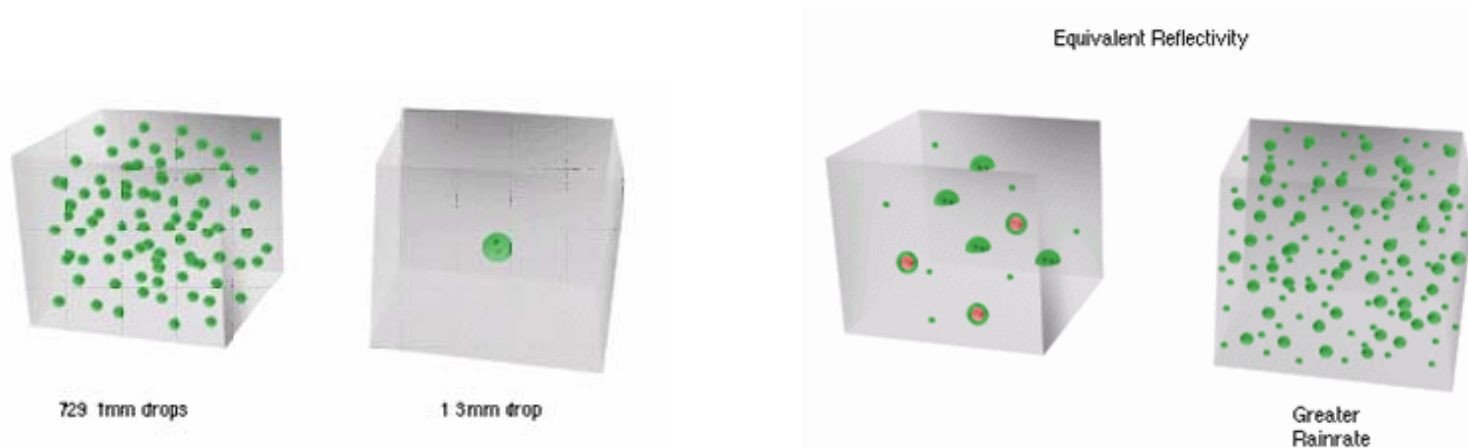 Equivalent Reflectivity
729 1mm drops
1 3mm drop
Greater
Rainrate